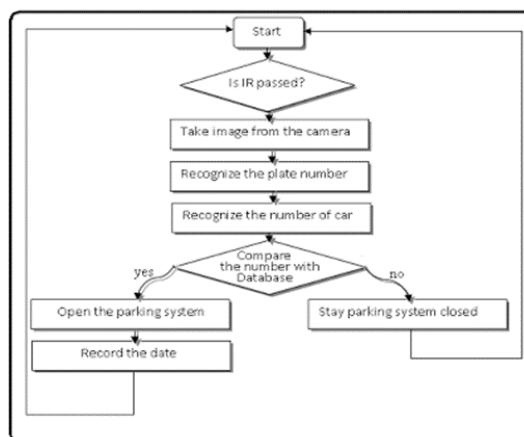 Start
Is IR passed?
Take image from the camera
Recognize the plate number
Recognize the number of car
Compare
the number with
Database
yes
no
Open the parking system
Stay parking system closed
Record the date